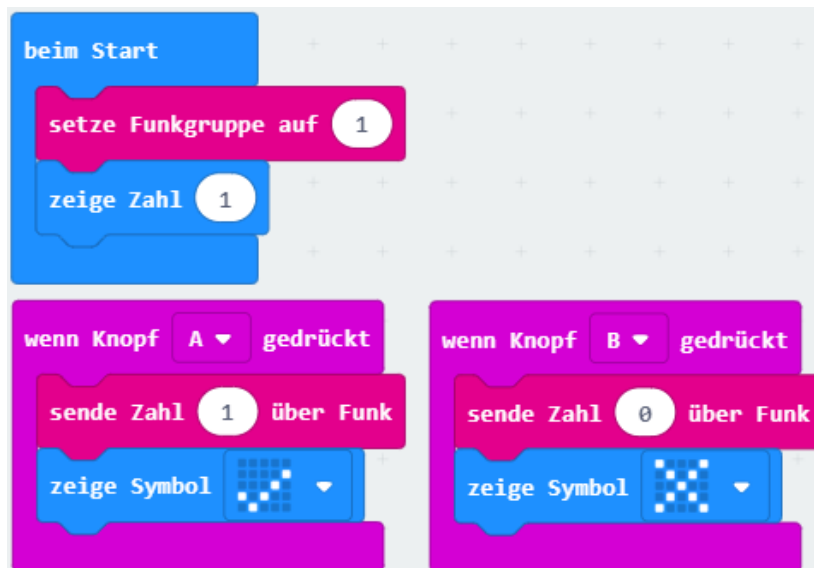 beim Start
setze Funkgruppe auf 1
zeige Zahl 1
wenn Knopf A gedrückt
sende Zahl 1 über Funk
zeige Symbol
wenn Knopf B gedrückt
sende Zahl 0 über Funk
zeige Symbol